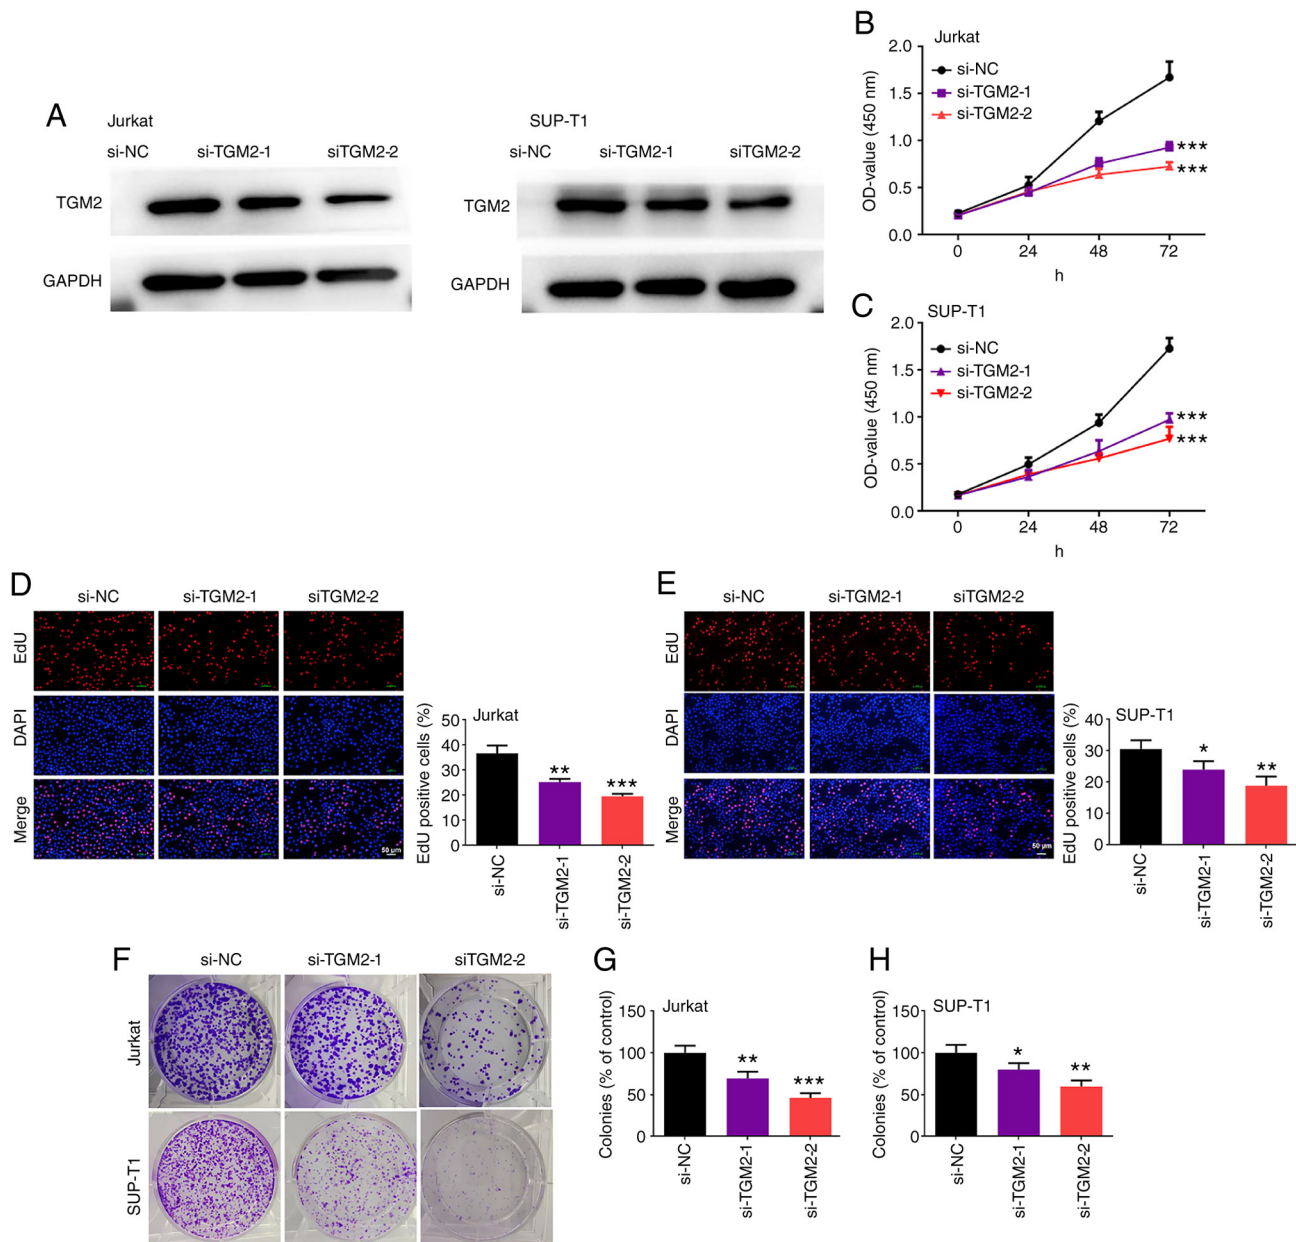 A
Jurkat
si-NC si-TGM2-1 siTGM2-2
TGM2
GAPDH
SUP-T1
si-NC si-TGM2-1 siTGM2-2
TGM2
GAPDH
B
Jurkat
si-NC
si-TGM2-1
si-TGM2-2
OD-value (450 nm)
2.0
1.5
1.0
0.5
0.0
***
***
0 24 48 72
h
C
SUP-T1
si-NC
si-TGM2-1
si-TGM2-2
OD-value (450 nm)
2.0
1.5
1.0
0.5
0.0
***
***
0 24 48 72
h
D
si-NC si-TGM2-1 siTGM2-2
EdU
DAPI
Merge
50 μm
Jurkat
EdU positive cells (%)
50
40
30
20
10
0
**
***
si-NC
si-TGM2-1
si-TGM2-2
E
si-NC si-TGM2-1 siTGM2-2
EdU
DAPI
Merge
50 μm
SUP-T1
EdU positive cells (%)
40
30
20
10
0
*
**
si-NC
si-TGM2-1
si-TGM2-2
F
si-NC si-TGM2-1 siTGM2-2
Jurkat
SUP-T1
G
Jurkat
Colonies (% of control)
150
100
50
0
**
***
si-NC
si-TGM2-1
si-TGM2-2
H
SUP-T1
Colonies (% of control)
150
100
50
0
*
**
si-NC
si-TGM2-1
si-TGM2-2